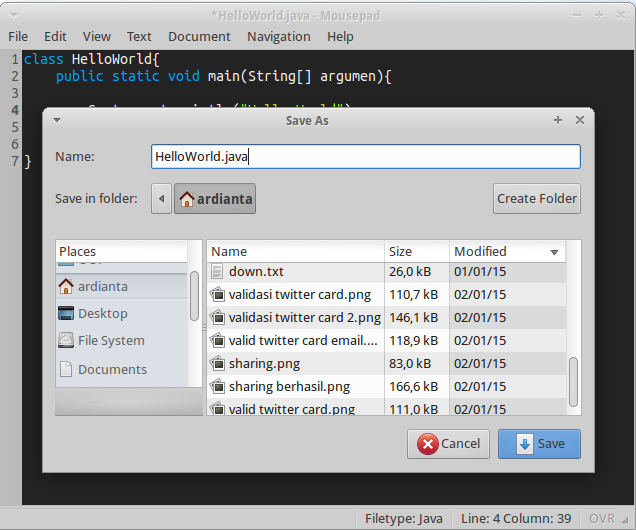 *HelloWorld.java - Mousepad
File Edit View Text Document Navigation Help
1 class HelloWorld{
2 public static void main(String[] argumen){
3
4
5
6
7 }
Save As
Name: HelloWorld.java
Save in folder: ardianta Create Folder
Places
ardianta
Desktop
File System
Documents
Name Size Modified
down.txt 26,0 kB 01/01/15
validasi twitter card.png 110,7 kB 02/01/15
validasi twitter card 2.png 146,1 kB 02/01/15
valid twitter card email.... 118,9 kB 02/01/15
sharing.png 83,0 kB 02/01/15
sharing berhasil.png 166,6 kB 02/01/15
valid twitter card.png 111,0 kB 02/01/15
Cancel Save
Filetype: Java Line: 4 Column: 39 OVR